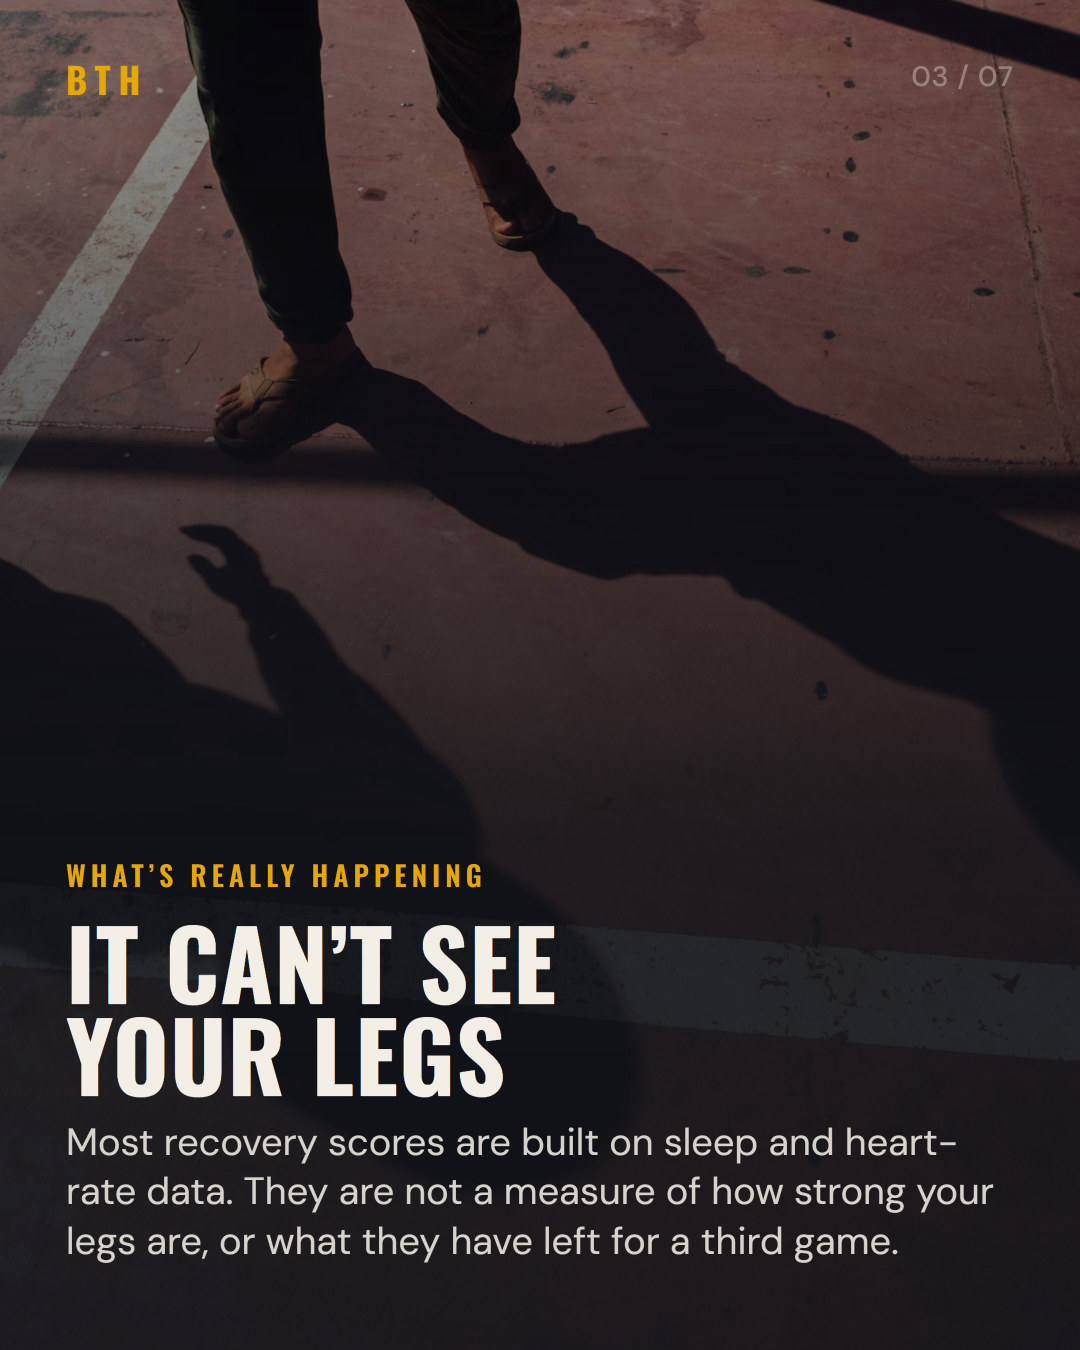 BTH
03 / 07
WHAT’S REALLY HAPPENING
IT CAN’T SEE
YOUR LEGS
Most recovery scores are built on sleep and heart-
rate data. They are not a measure of how strong your
legs are, or what they have left for a third game.